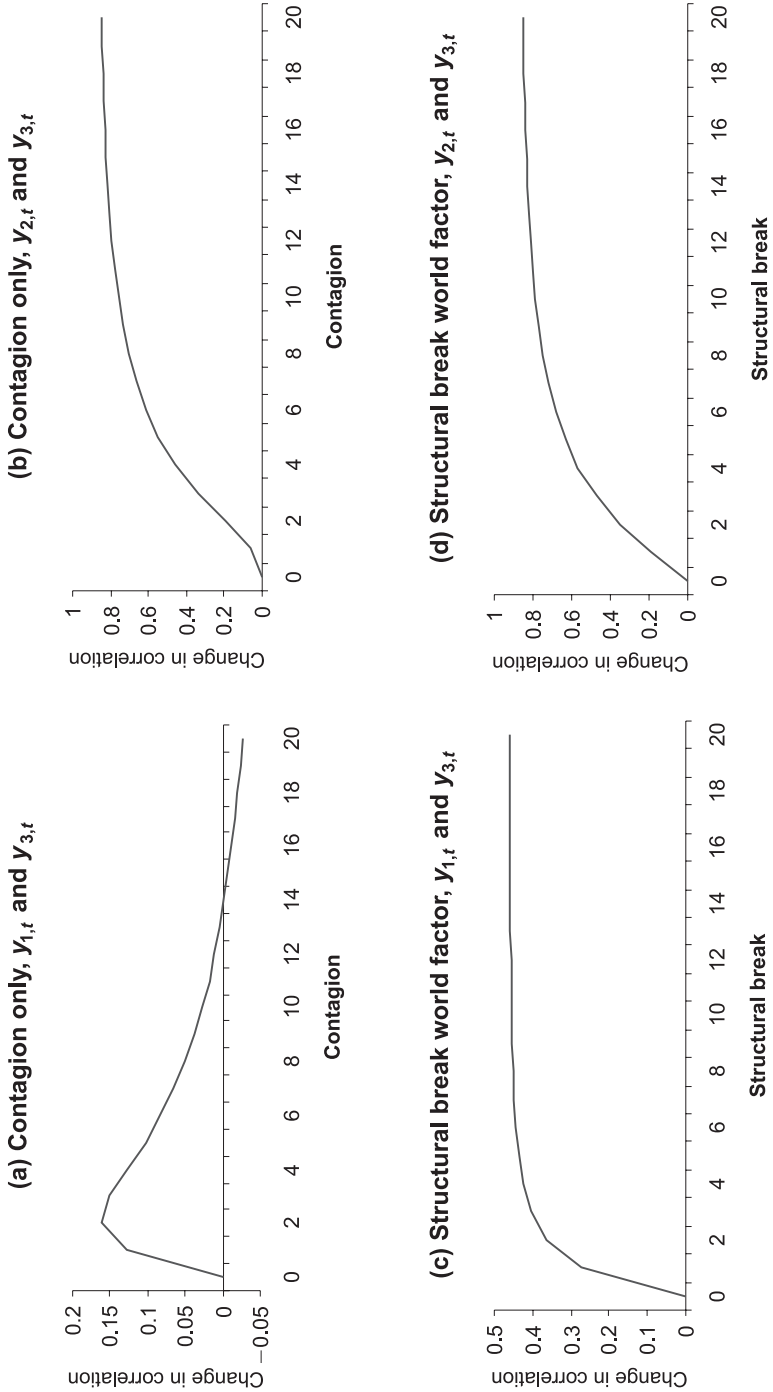 (a) Contagion only, y1,t and y3,t
Change in correlation
0.2
0.15
0.1
0.05
0
−0.05
0 2 4 6 8 10 12 14 16 18 20
Contagion
(b) Contagion only, y2,t and y3,t
Change in correlation
1
0.8
0.6
0.4
0.2
0
0 2 4 6 8 10 12 14 16 18 20
Contagion
(c) Structural break world factor, y1,t and y3,t
Change in correlation
0.5
0.4
0.3
0.2
0.1
0
0 2 4 6 8 10 12 14 16 18 20
Structural break
(d) Structural break world factor, y2,t and y3,t
Change in correlation
1
0.8
0.6
0.4
0.2
0
0 2 4 6 8 10 12 14 16 18 20
Structural break